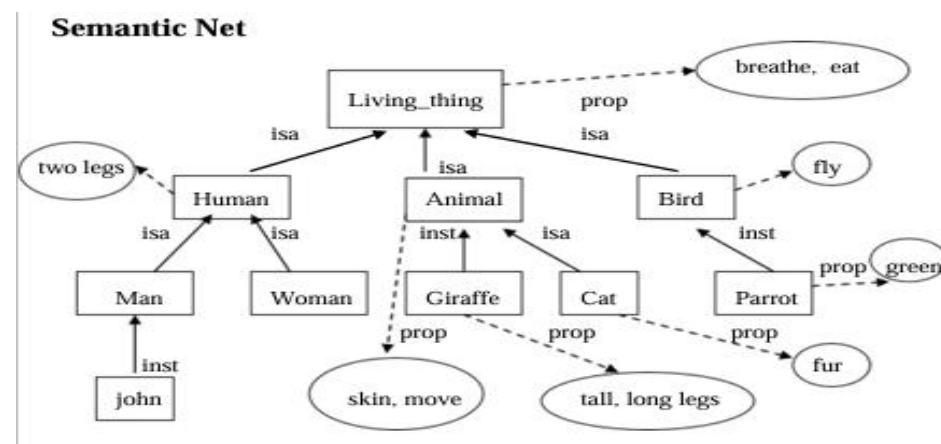 Semantic Net
breathe, eat
Living_thing
prop
isa
isa
isa
two legs
fly
Human
Animal
Bird
isa
isa
inst
isa
inst
prop
green
Man
Woman
Giraffe
Cat
Parrot
prop
prop
prop
inst
fur
john
skin, move
tall, long legs